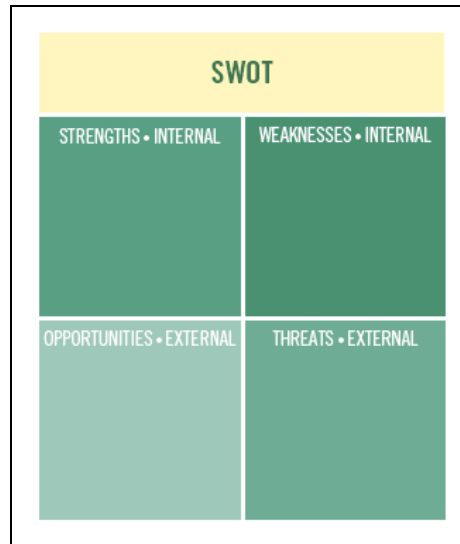 SWOT
STRENGTHS • INTERNAL
WEAKNESSES • INTERNAL
OPPORTUNITIES • EXTERNAL
THREATS • EXTERNAL